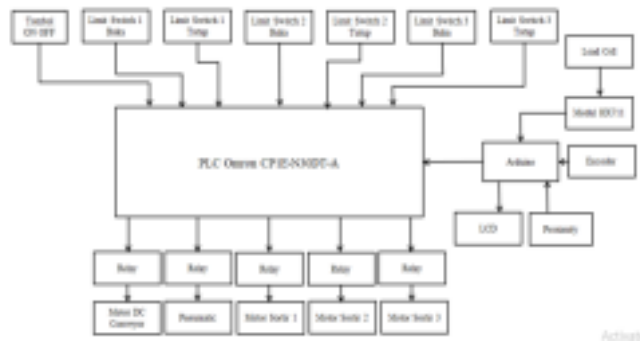 Tombol
ON/OFF
Limit Switch 1
Buka
Limit Switch 1
Tutup
Limit Switch 2
Buka
Limit Switch 2
Tutup
Limit Switch 3
Buka
Limit Switch 3
Tutup
Load Cell
Modul HX711
PLC Omron CP1E-N30DT-A
Arduino
Encoder
LCD
Proximity
Relay
Relay
Relay
Relay
Relay
Motor DC
Conveyor
Pneumatic
Motor Sortir 1
Motor Sortir 2
Motor Sortir 3